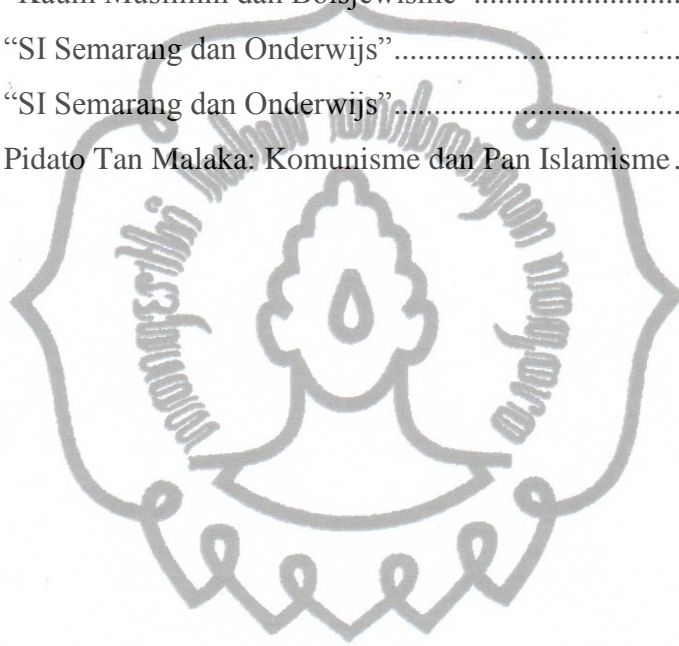 Kaum Muslimin dan Bolsjewisme” ............................
“SI Semarang dan Onderwijs”....................................
“SI Semarang dan Onderwijs”....................................
Pidato Tan Malaka: Komunisme dan Pan Islamisme.